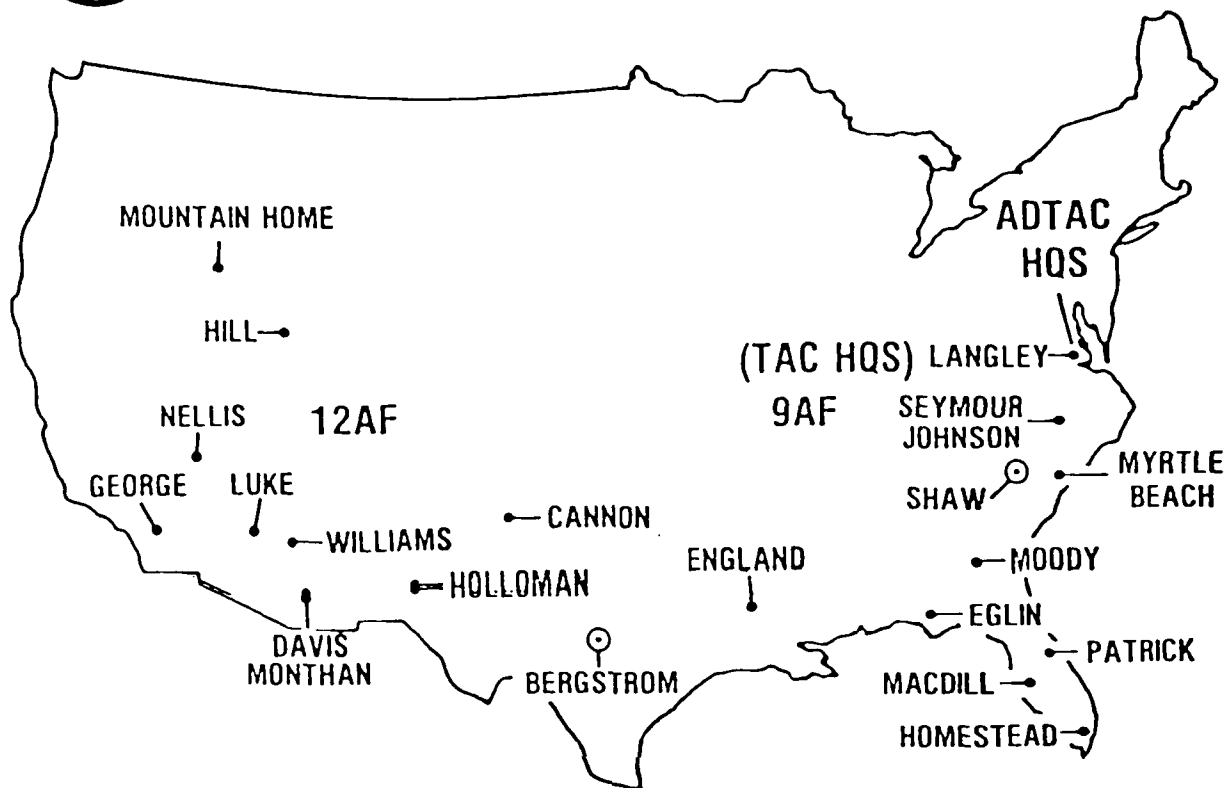 MOUNTAIN HOME
ADTAC
HQS
HILL
(TAC HQS) LANGLEY
NELLIS
12AF
9AF
SEYMOUR
JOHNSON
GEORGE
LUKE
SHAW
MYRTLE
BEACH
CANNON
WILLIAMS
ENGLAND
MOODY
HOLLOMAN
EGLIN
DAVIS
MONTHAN
BERGSTROM
PATRICK
MACDILL
HOMESTEAD